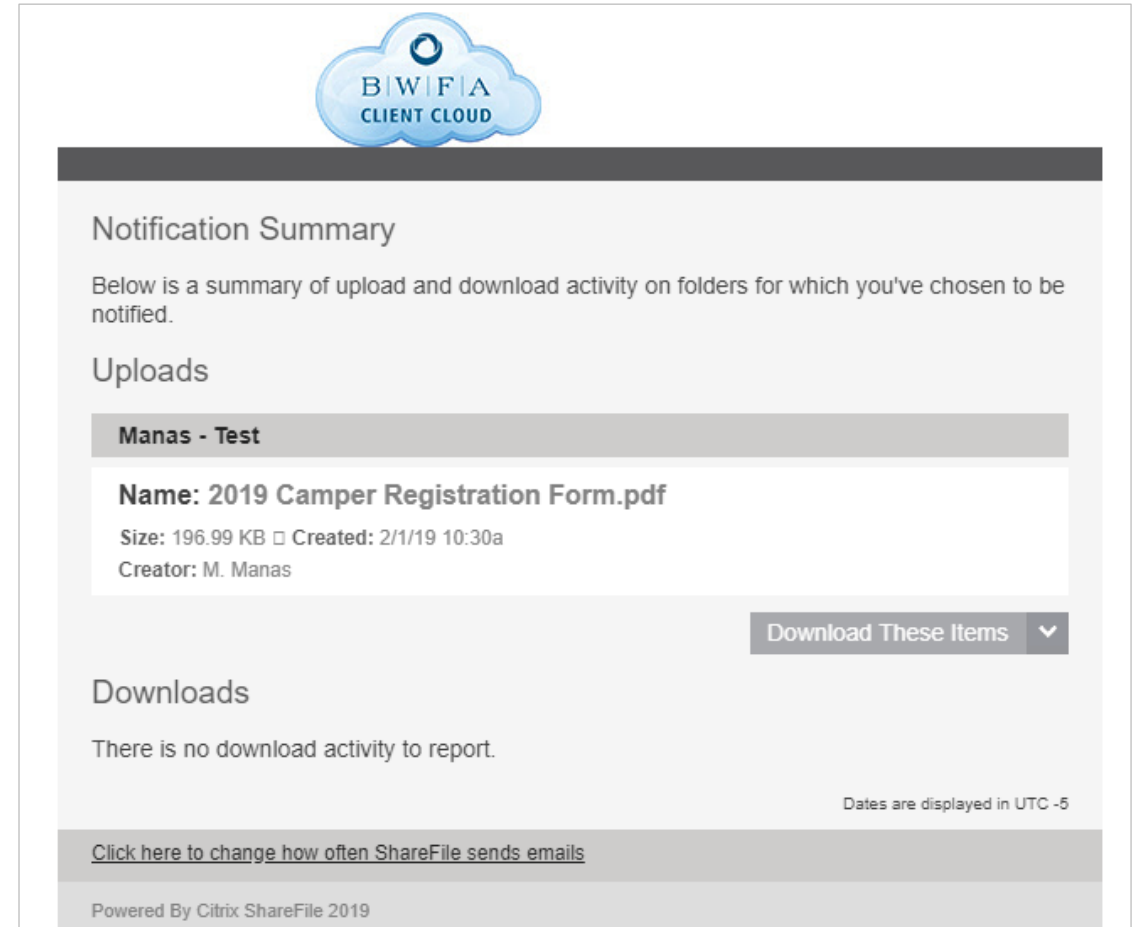 B|W|F|A
CLIENT CLOUD
Notification Summary
Below is a summary of upload and download activity on folders for which you've chosen to be
notified.
Uploads
Manas - Test
Name: 2019 Camper Registration Form.pdf
Size: 196.99 KB □ Created: 2/1/19 10:30a
Creator: M. Manas
Download These Items
Downloads
There is no download activity to report.
Dates are displayed in UTC -5
Click here to change how often ShareFile sends emails
Powered By Citrix ShareFile 2019